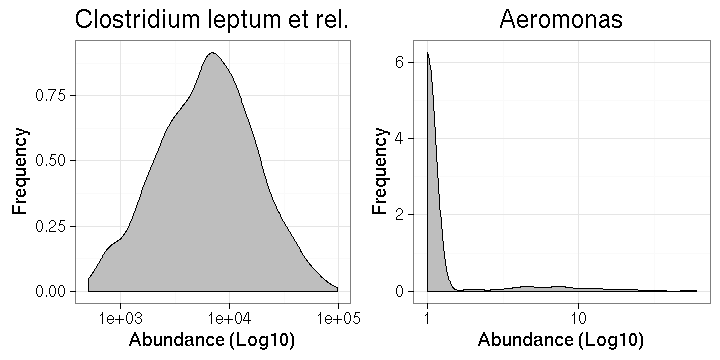 Clostridium leptum et rel.
Frequency
0.75
0.50
0.25
0.00
1e+03 1e+04 1e+05
Abundance (Log10)
Aeromonas
Frequency
6
4
2
0
1 10
Abundance (Log10)